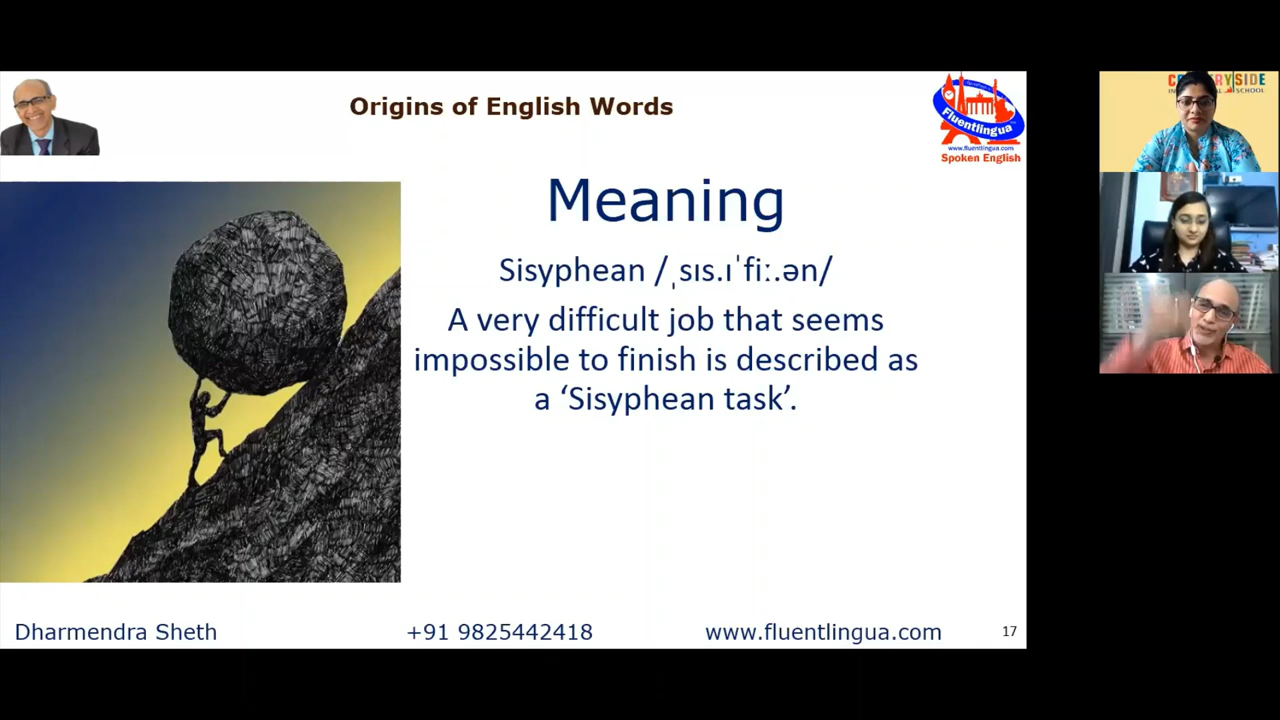 Origins of English Words
Fluentlingua
www.fluentlingua.com
Spoken English
Meaning
Sisyphean /ˌsɪs.ɪˈfiː.ən/
A very difficult job that seems
impossible to finish is described as
a ‘Sisyphean task’.
Dharmendra Sheth
+91 9825442418
www.fluentlingua.com
17
SCHOOL